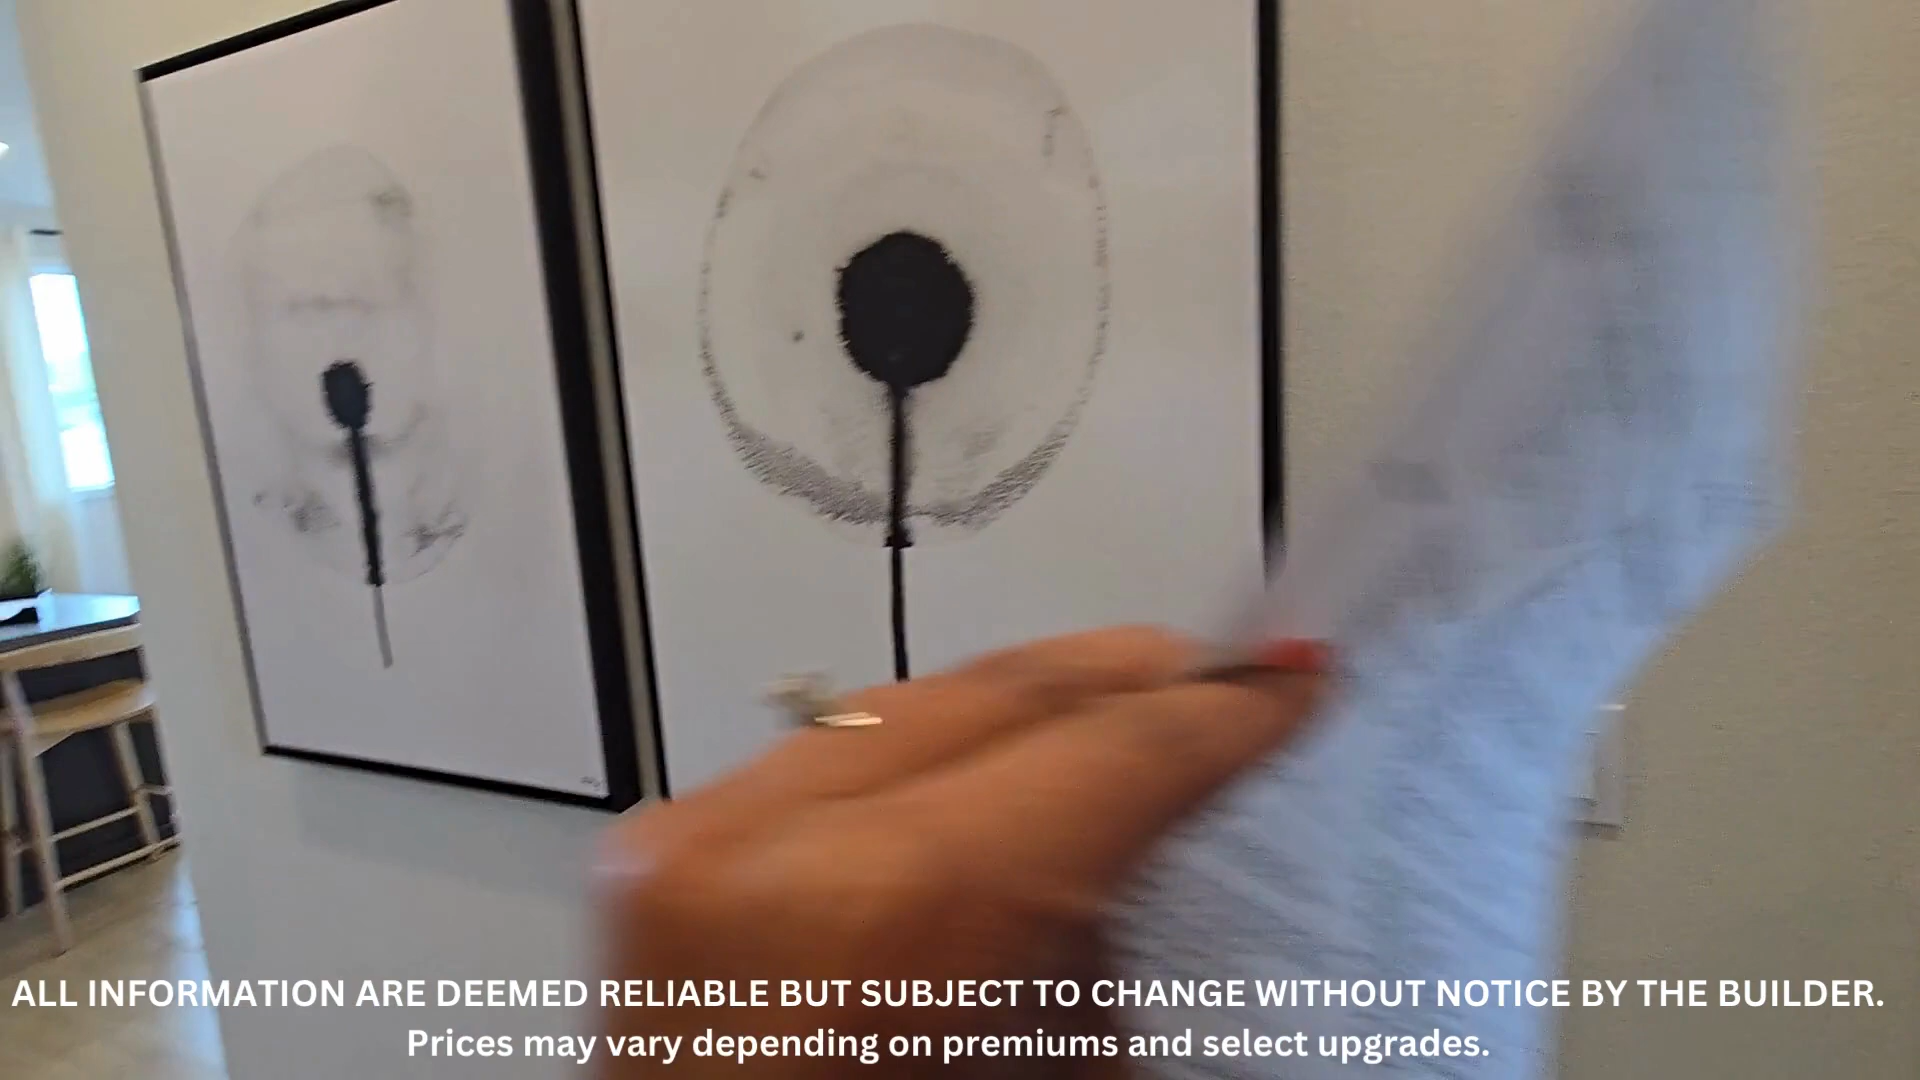 ALL INFORMATION ARE DEEMED RELIABLE BUT SUBJECT TO CHANGE WITHOUT NOTICE BY THE BUILDER.
Prices may vary depending on premiums and select upgrades.